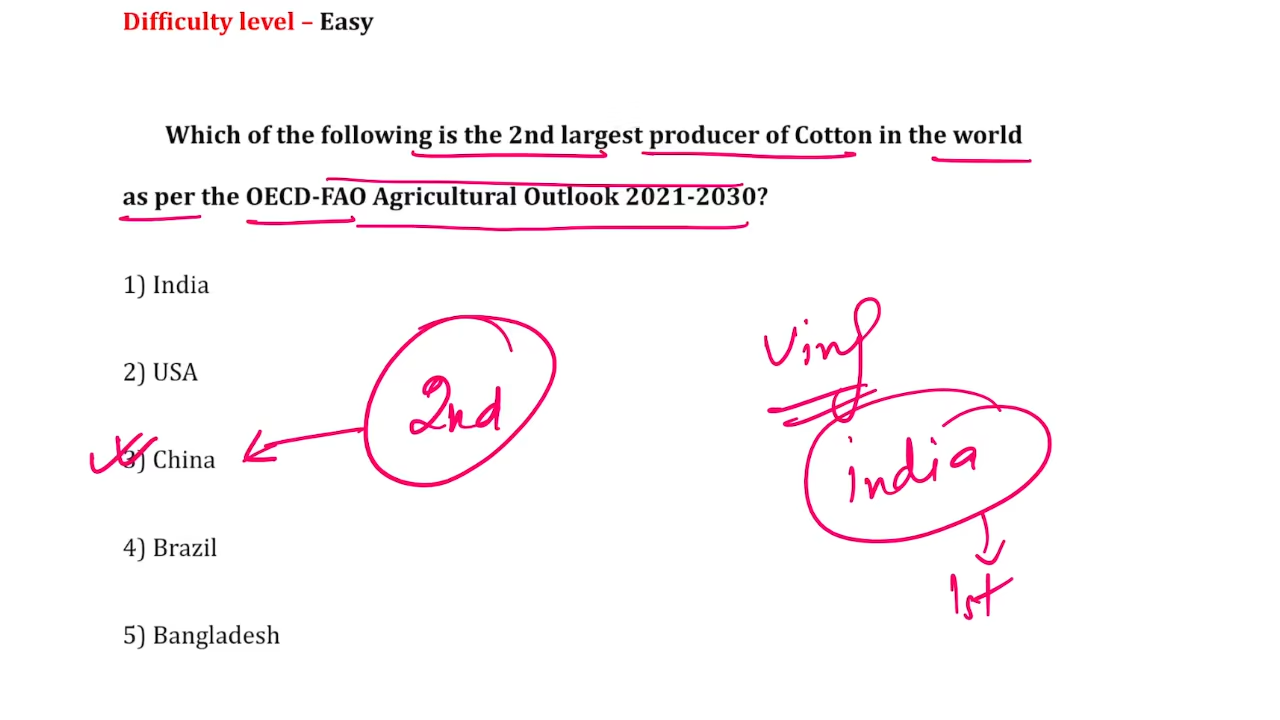 Difficulty level – Easy
Which of the following is the 2nd largest producer of Cotton in the world
as per the OECD-FAO Agricultural Outlook 2021-2030?
1) India
2) USA
2nd
3) China
4) Brazil
5) Bangladesh
india
1st